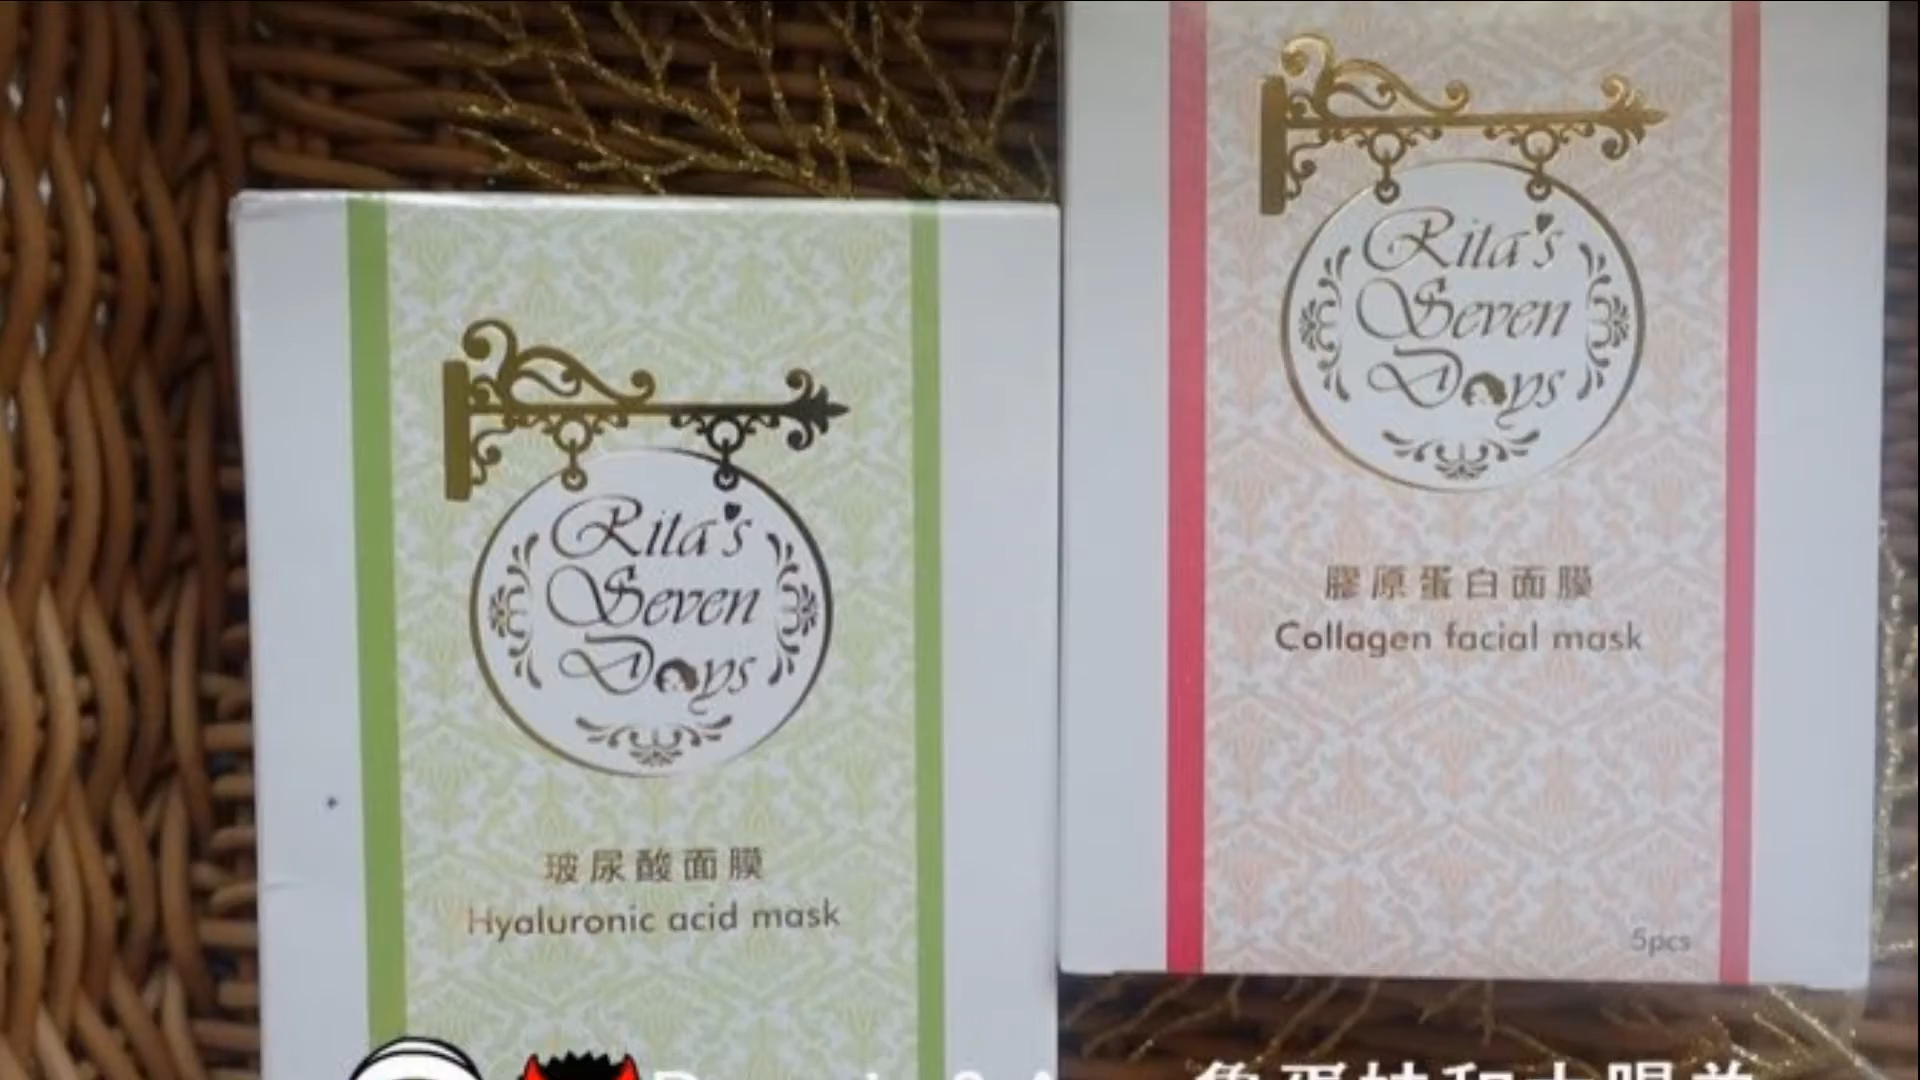 Rita's
Seven
Days
玻尿酸面膜
Hyaluronic acid mask
Rita's
Seven
Days
膠原蛋白面膜
Collagen facial mask
5pcs